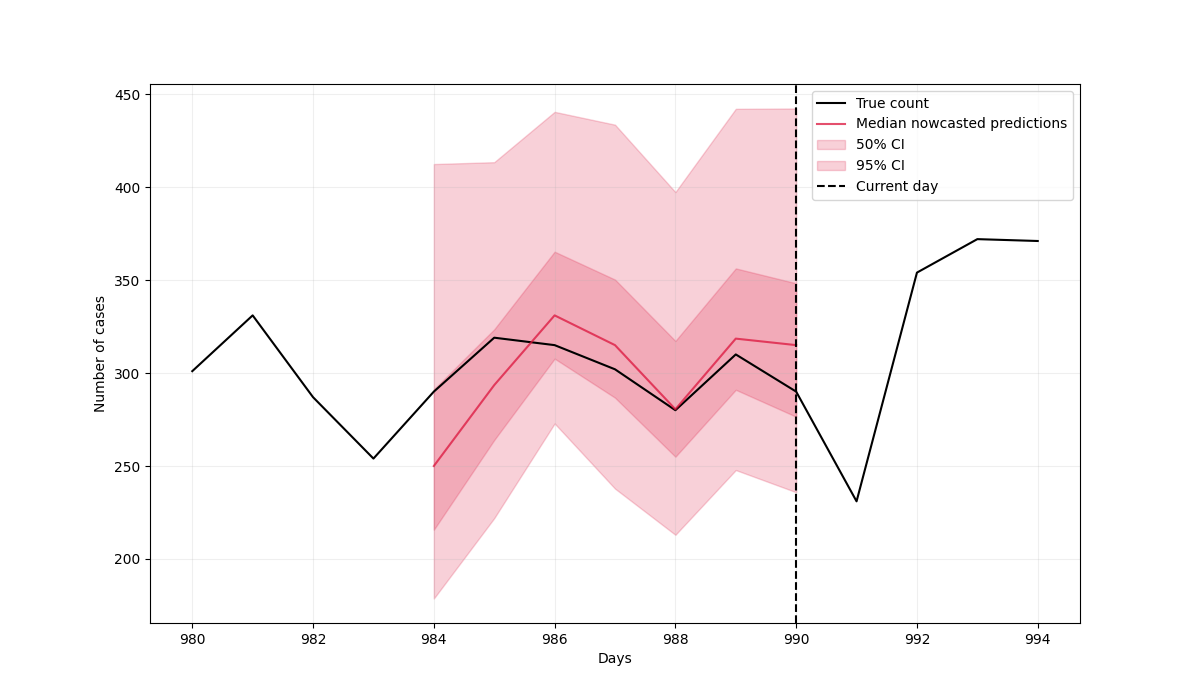 450
400
350
300
250
200
Number of cases
980 982 984 986 988 990 992 994
Days
True count
Median nowcasted predictions
50% CI
95% CI
Current day